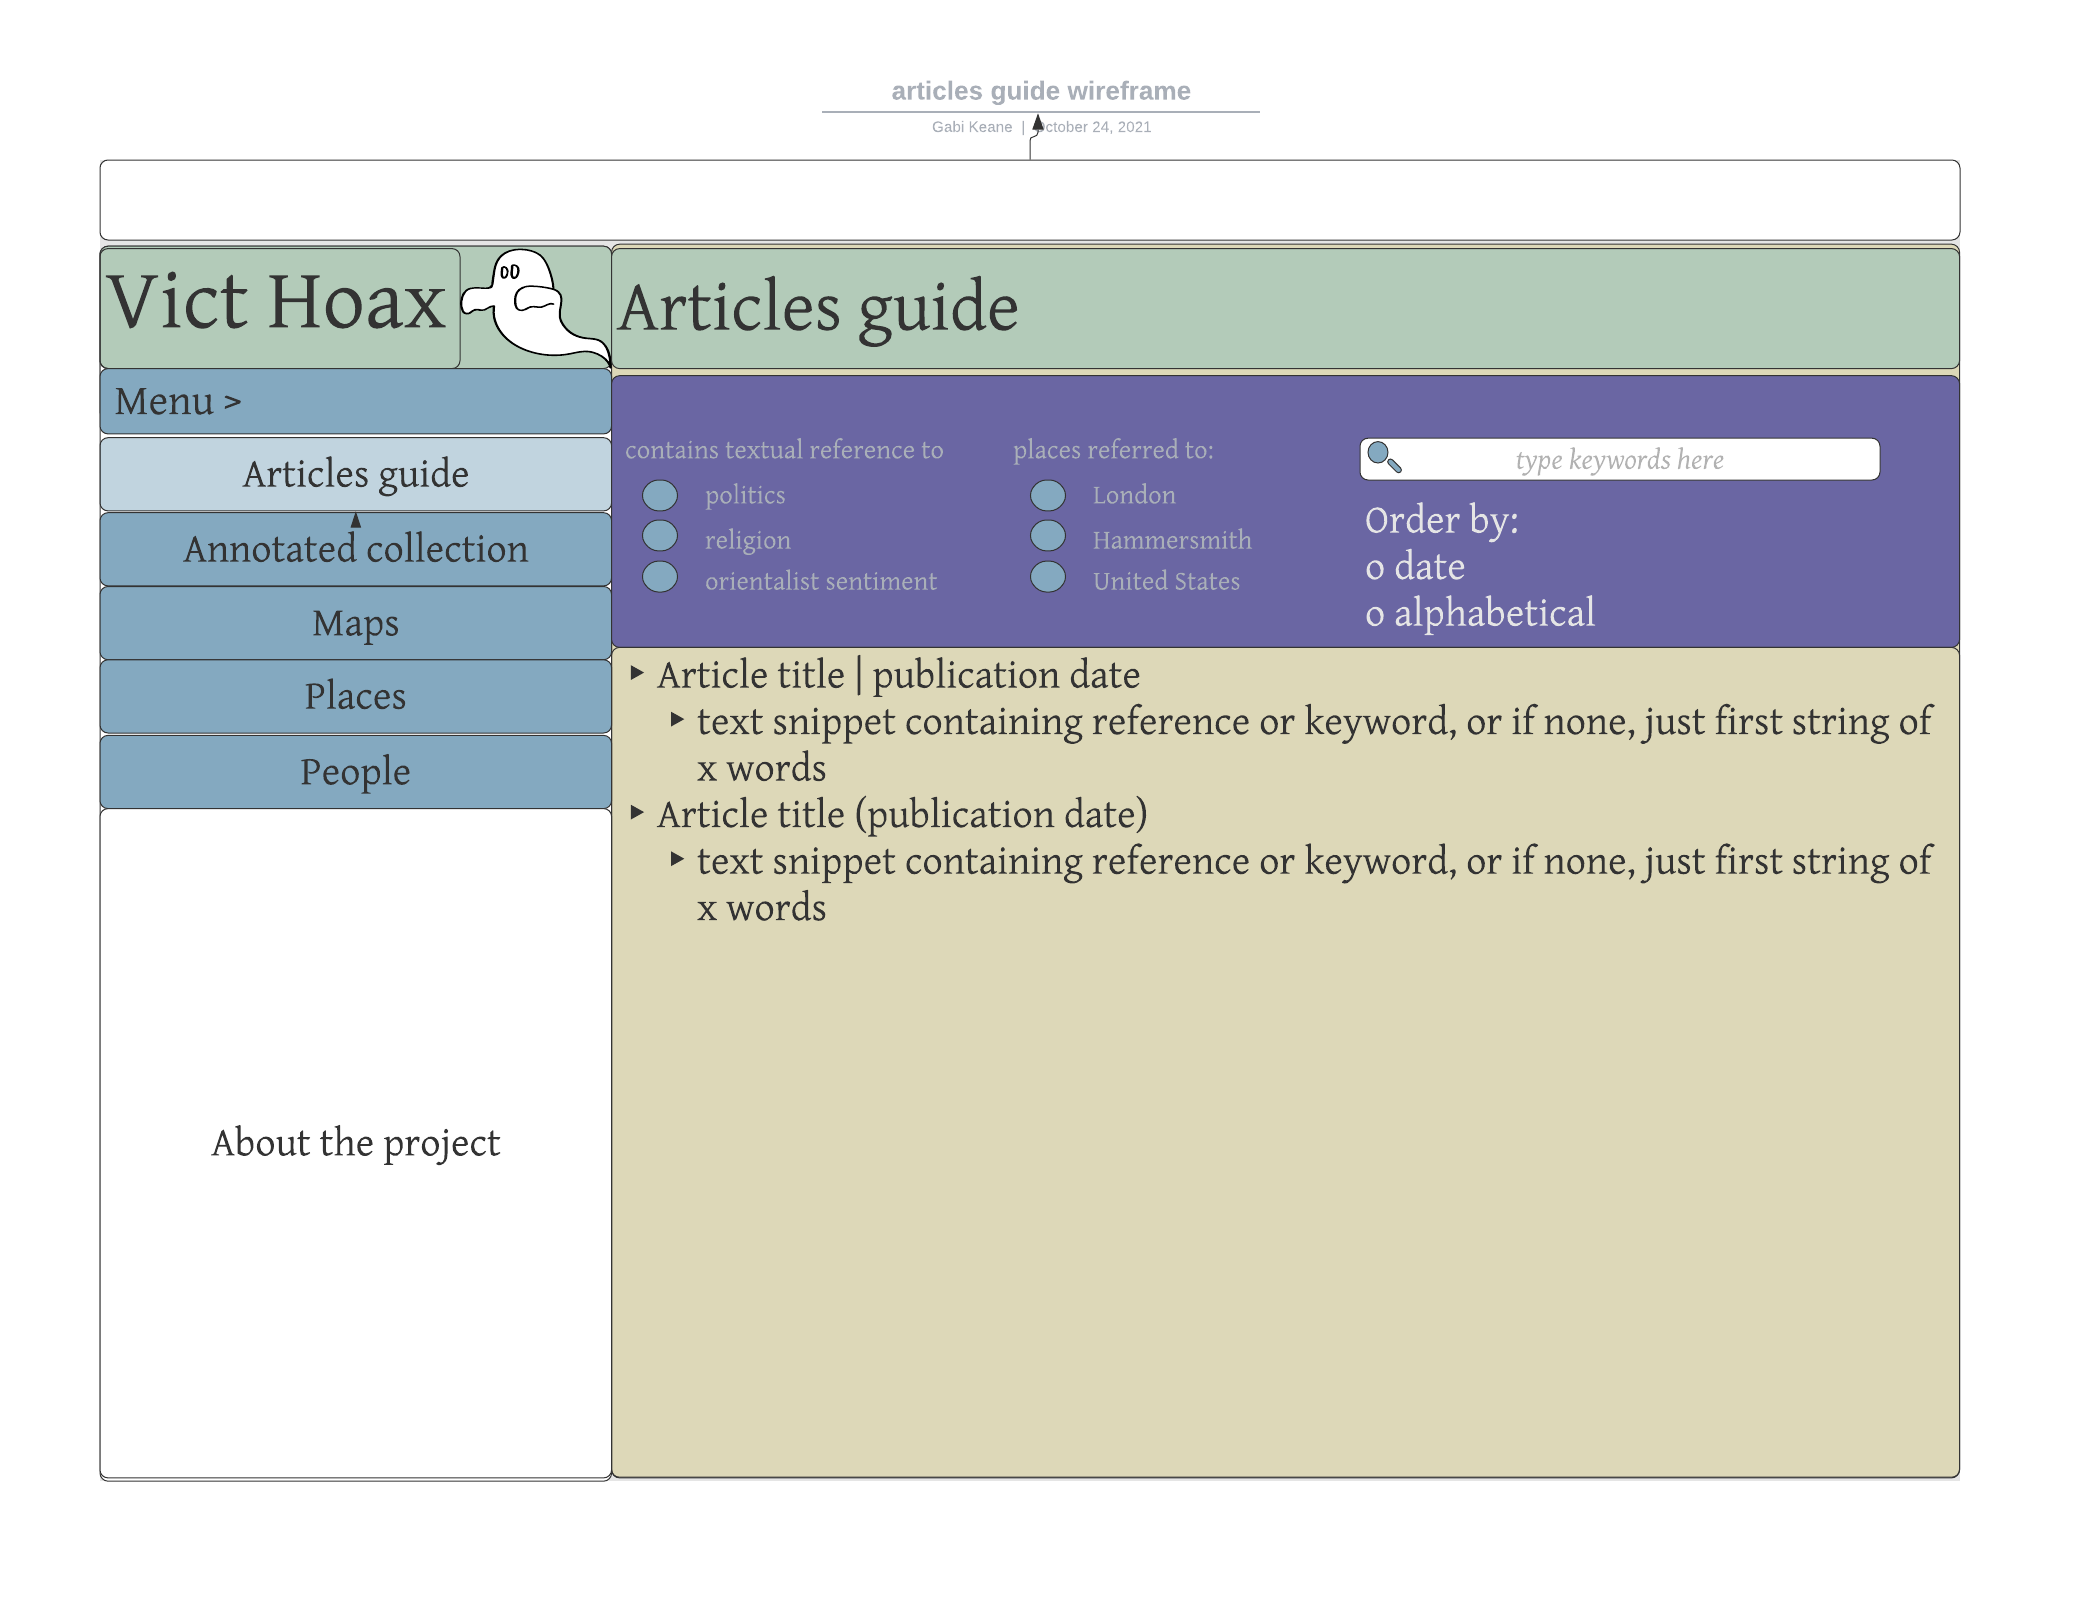 articles guide wireframe
Gabi Keane | October 24, 2021
Vict Hoax
Articles guide
Menu >
Articles guide
Annotated collection
Maps
Places
People
About the project
contains textual reference to
politics
religion
orientalist sentiment
places referred to:
London
Hammersmith
United States
type keywords here
Order by:
o date
o alphabetical
Article title | publication date
text snippet containing reference or keyword, or if none, just first string of
x words
Article title (publication date)
text snippet containing reference or keyword, or if none, just first string of
x words